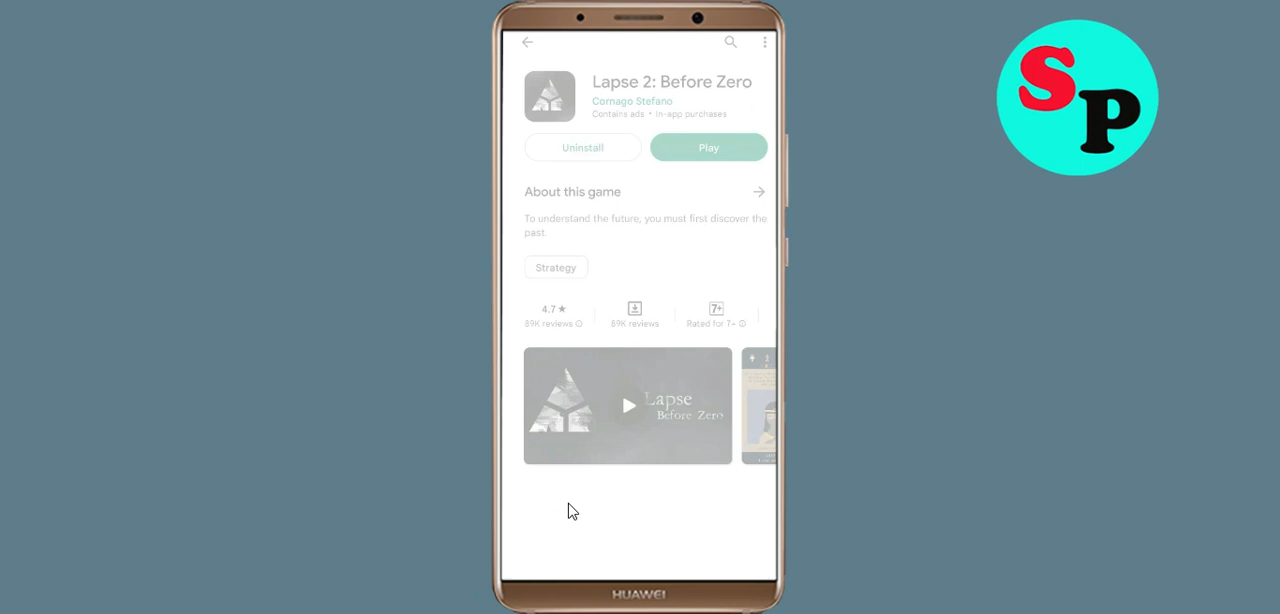 Lapse 2: Before Zero
Cornago Stefano
Contains ads • In-app purchases
Uninstall
Play
About this game
To understand the future, you must first discover the
past.
Strategy
4.7★
89K reviews
89K reviews
7+
Rated for 7+
Lapse
Before Zero
HUAWEI
SP